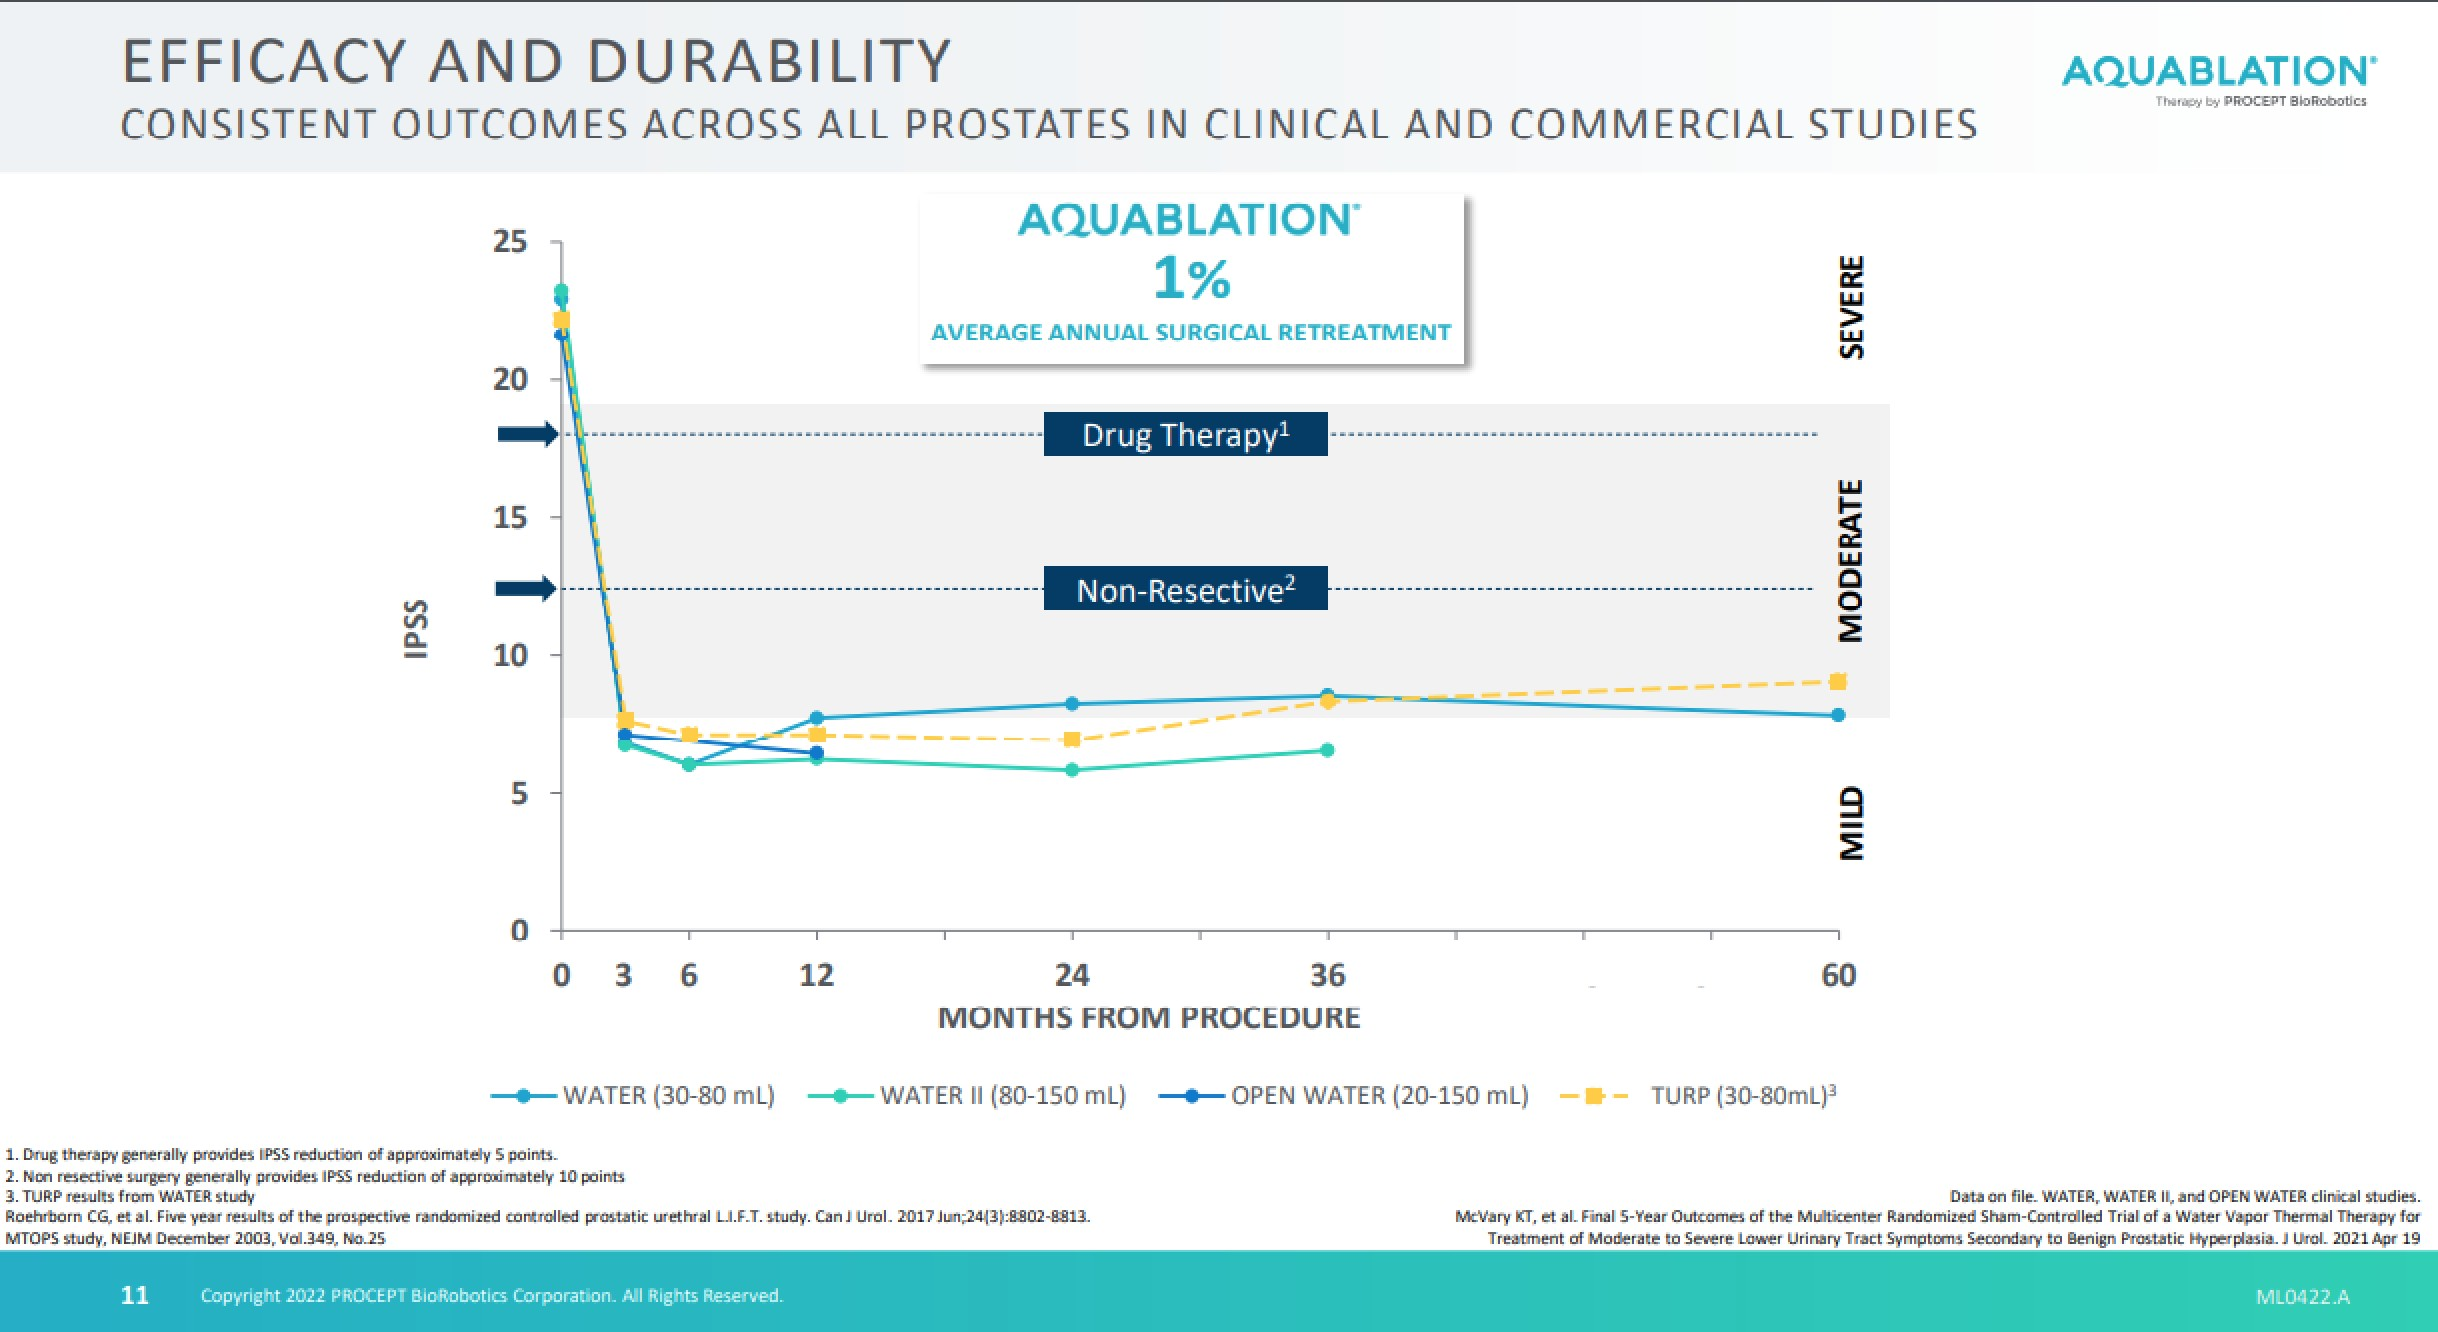 EFFICACY AND DURABILITY
CONSISTENT OUTCOMES ACROSS ALL PROSTATES IN CLINICAL AND COMMERCIAL STUDIES
AQUABLATION®
Therapy by PROCEPT BioRobotics
AQUABLATION®
1%
AVERAGE ANNUAL SURGICAL RETREATMENT
25
20
15
10
5
0
IPSS
Drug Therapy¹
Non-Resective²
SEVERE
MODERATE
MILD
0 3 6 12 24 36 60
MONTHS FROM PROCEDURE
WATER (30-80 mL) WATER II (80-150 mL) OPEN WATER (20-150 mL) TURP (30-80mL)³
1. Drug therapy generally provides IPSS reduction of approximately 5 points.
2. Non resective surgery generally provides IPSS reduction of approximately 10 points
3. TURP results from WATER study
Roehrborn CG, et al. Five year results of the prospective randomized controlled prostatic urethral L.I.F.T. study. Can J Urol. 2017 Jun;24(3):8802-8813.
MTOPS study, NEJM December 2003, Vol.349, No.25
Data on file. WATER, WATER II, and OPEN WATER clinical studies.
McVary KT, et al. Final 5-Year Outcomes of the Multicenter Randomized Sham-Controlled Trial of a Water Vapor Thermal Therapy for
Treatment of Moderate to Severe Lower Urinary Tract Symptoms Secondary to Benign Prostatic Hyperplasia. J Urol. 2021 Apr 19
11 Copyright 2022 PROCEPT BioRobotics Corporation. All Rights Reserved.
ML0422.A